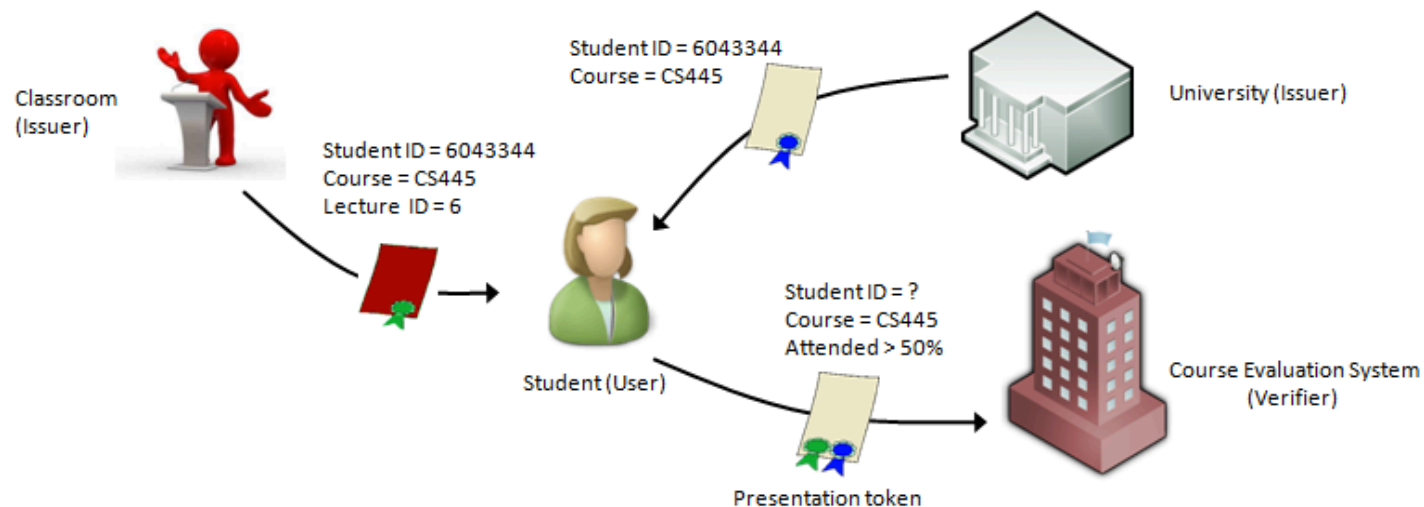 Classroom
(Issuer)
Student ID = 6043344
Course = CS445
Lecture ID = 6
Student ID = 6043344
Course = CS445
University (Issuer)
Student (User)
Student ID = ?
Course = CS445
Attended > 50%
Presentation token
Course Evaluation System
(Verifier)